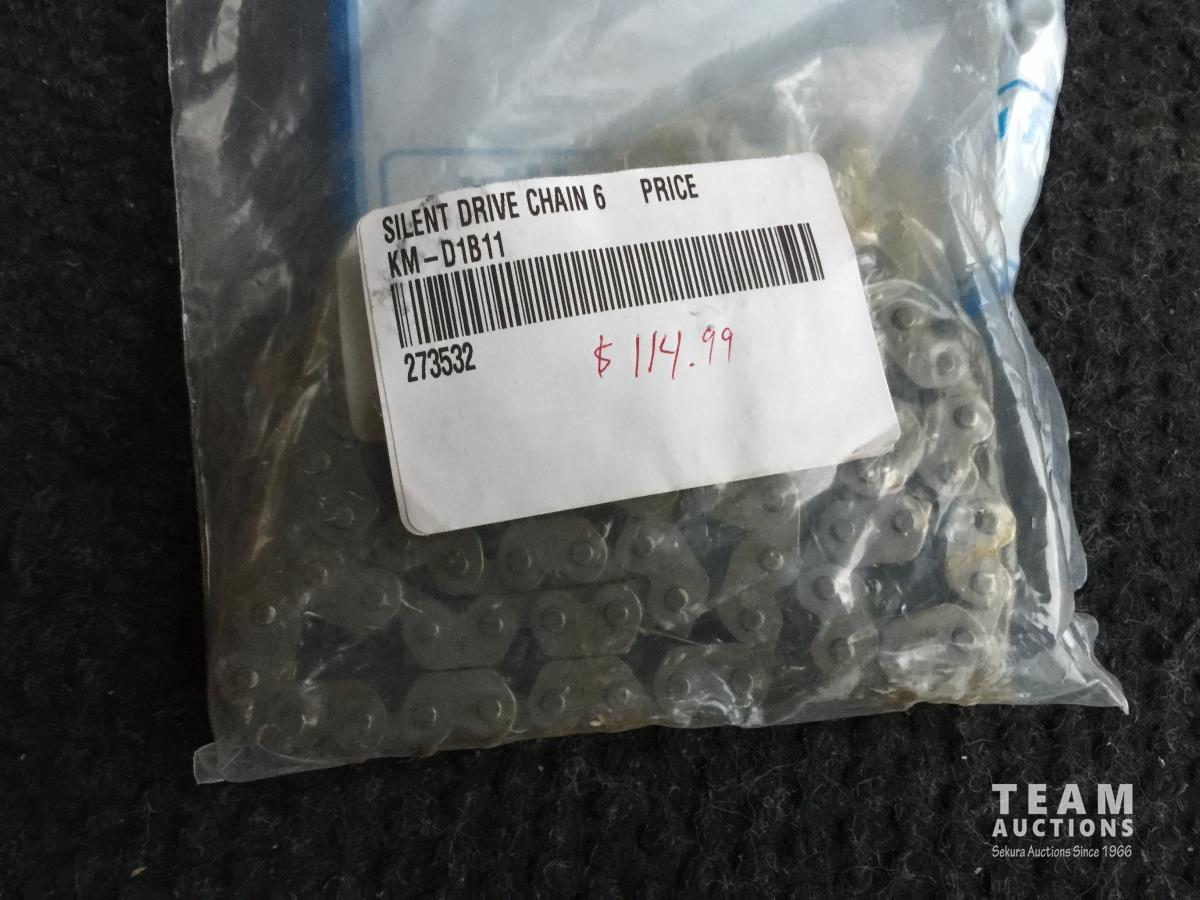 SILENT DRIVE CHAIN 6 PRICE
KM-D1B11
273532 $114.99
TEAM
AUCTIONS
Sekura Auctions Since 1966